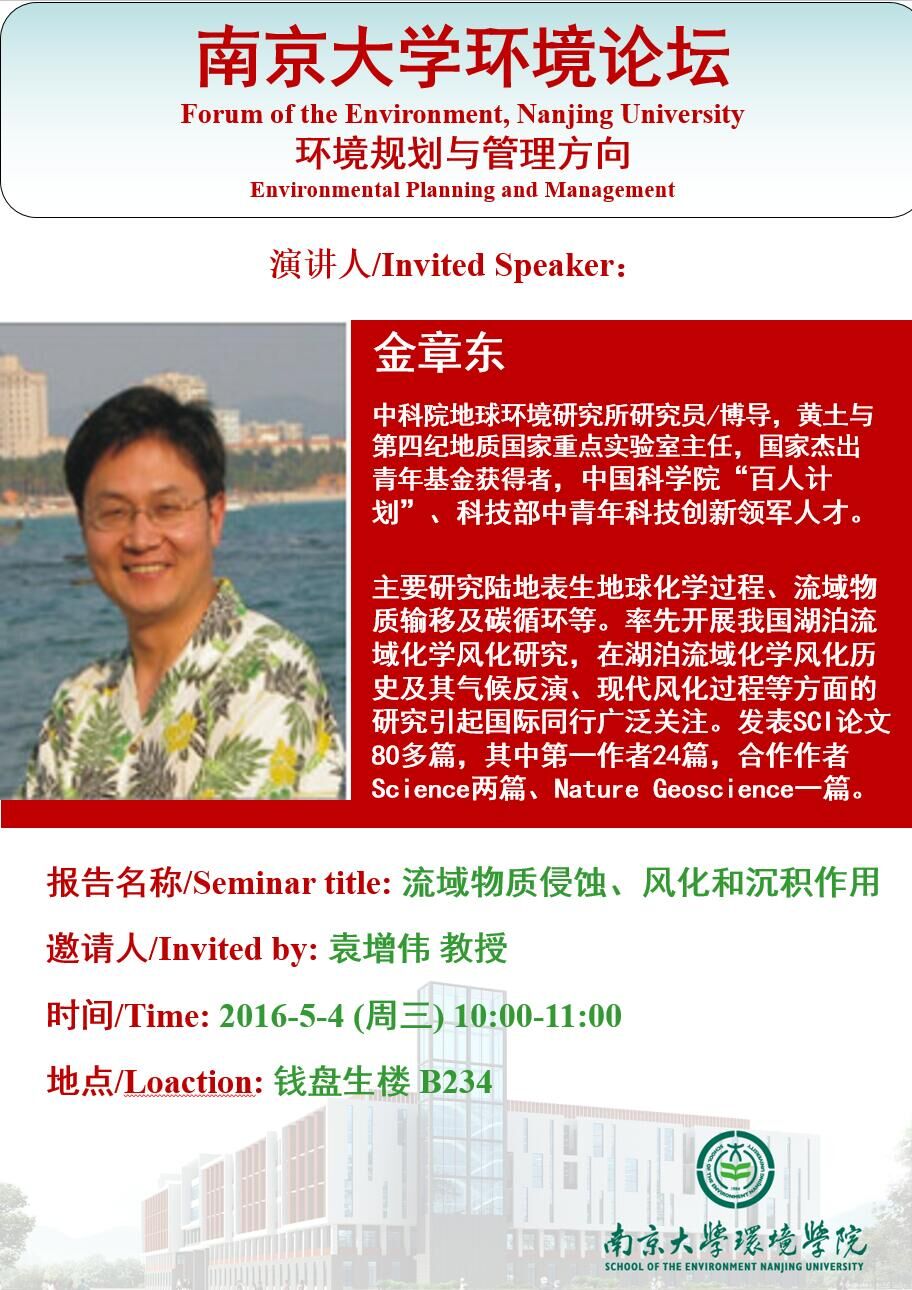 南京大学环境论坛
Forum of the Environment, Nanjing University
环境规划与管理方向
Environmental Planning and Management
演讲人/Invited Speaker：
金章东
中科院地球环境研究所研究员/博导，黄土与
第四纪地质国家重点实验室主任，国家杰出
青年基金获得者，中国科学院“百人计
划”、科技部中青年科技创新领军人才。
主要研究陆地表生地球化学过程、流域物
质输移及碳循环等。率先开展我国湖泊流
域化学风化研究，在湖泊流域化学风化历
史及其气候反演、现代风化过程等方面的
研究引起国际同行广泛关注。发表SCI论文
80多篇，其中第一作者24篇，合作作者
Science两篇、Nature Geoscience一篇。
报告名称/Seminar title: 流域物质侵蚀、风化和沉积作用
邀请人/Invited by: 袁增伟 教授
时间/Time: 2016-5-4 (周三) 10:00-11:00
地点/Loaction: 钱盘生楼 B234
SCHOOL OF THE ENVIRONMENT NANJING UNIVERSITY
南京大學環境學院
SCHOOL OF THE ENVIRONMENT NANJING UNIVERSITY